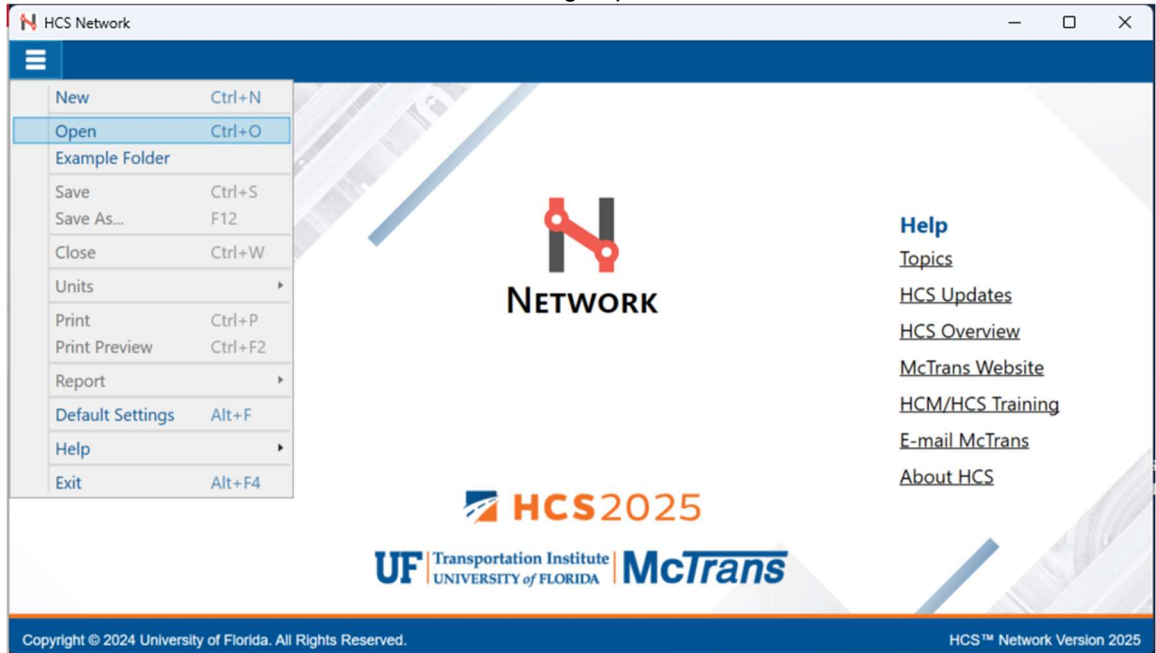 HCS Network
New Ctrl+N
Open Ctrl+O
Example Folder
Save Ctrl+S
Save As... F12
Close Ctrl+W
Units
Print Ctrl+P
Print Preview Ctrl+F2
Report
Default Settings Alt+F
Help
Exit Alt+F4
NETWORK
Help
Topics
HCS Updates
HCS Overview
McTrans Website
HCM/HCS Training
E-mail McTrans
About HCS
HCS2025
UF Transportation Institute
UNIVERSITY of FLORIDA
McTrans
Copyright © 2024 University of Florida. All Rights Reserved.
HCS™ Network Version 2025